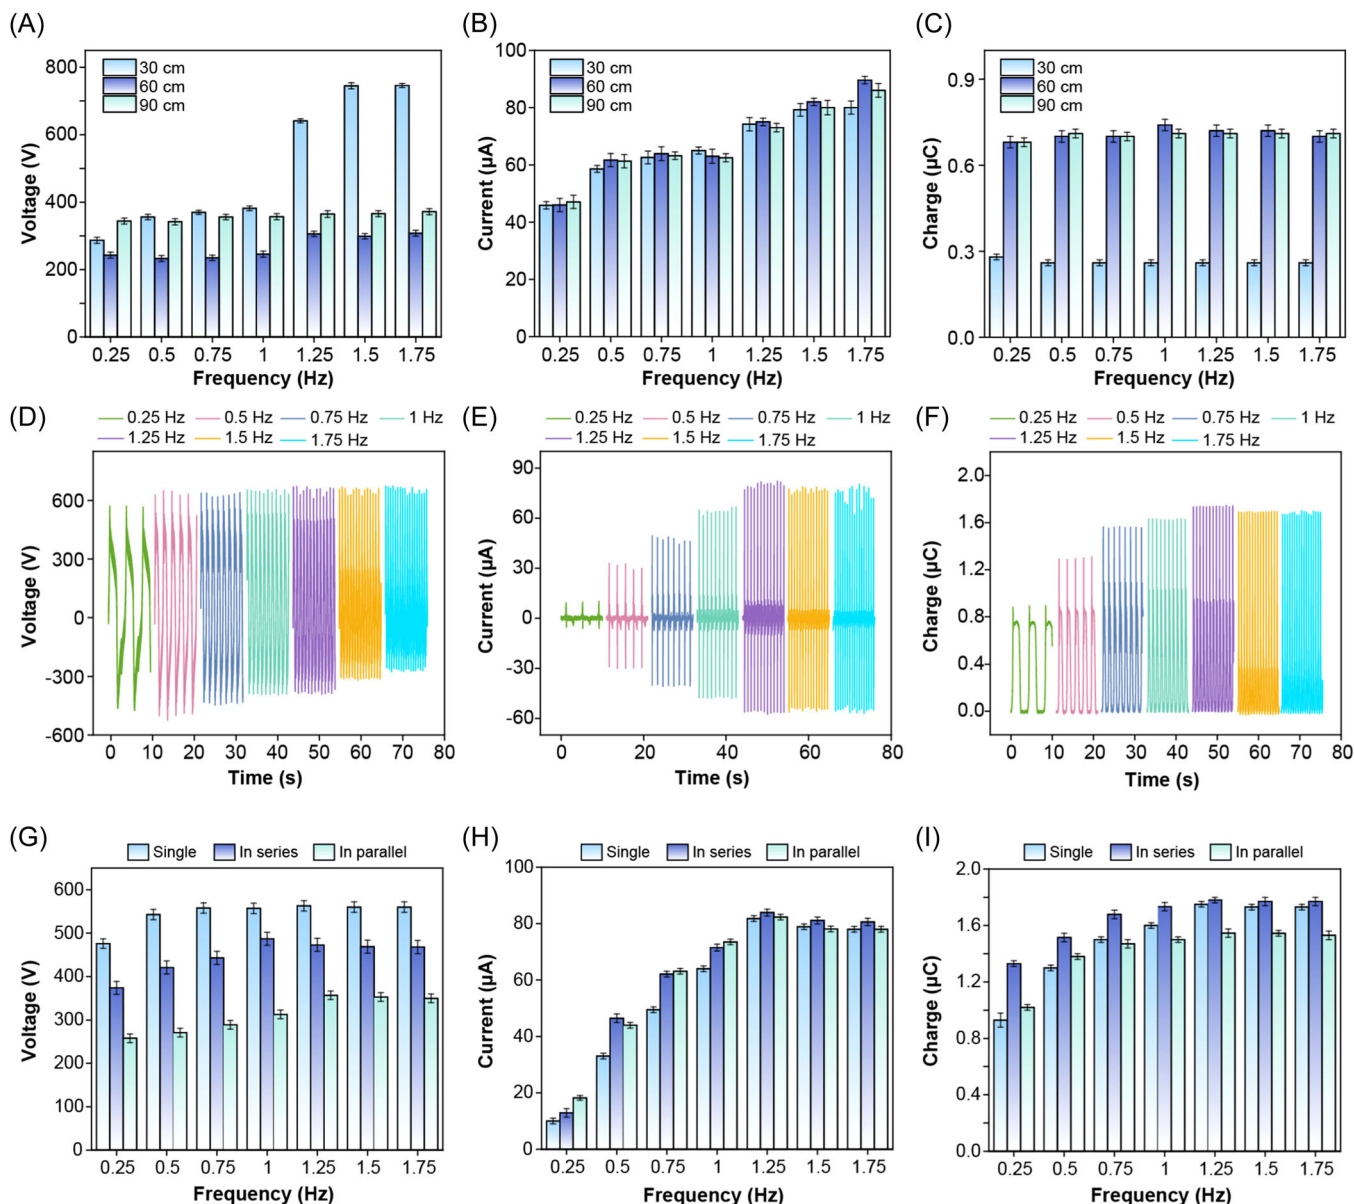 (A)
30 cm
60 cm
90 cm
Voltage (V)
800
600
400
200
0
0.25 0.5 0.75 1 1.25 1.5 1.75
Frequency (Hz)
(B)
30 cm
60 cm
90 cm
Current (µA)
100
80
60
40
20
0
0.25 0.5 0.75 1 1.25 1.5 1.75
Frequency (Hz)
(C)
30 cm
60 cm
90 cm
Charge (µC)
0.9
0.6
0.3
0.0
0.25 0.5 0.75 1 1.25 1.5 1.75
Frequency (Hz)
(D)
0.25 Hz 0.5 Hz 0.75 Hz 1 Hz
1.25 Hz 1.5 Hz 1.75 Hz
Voltage (V)
600
300
0
-300
-600
0 10 20 30 40 50 60 70 80
Time (s)
(E)
0.25 Hz 0.5 Hz 0.75 Hz 1 Hz
1.25 Hz 1.5 Hz 1.75 Hz
Current (µA)
90
60
30
0
-30
-60
0 20 40 60 80
Time (s)
(F)
0.25 Hz 0.5 Hz 0.75 Hz 1 Hz
1.25 Hz 1.5 Hz 1.75 Hz
Charge (µC)
2.0
1.6
1.2
0.8
0.4
0.0
0 10 20 30 40 50 60 70 80
Time (s)
(G)
Single In series In parallel
Voltage (V)
600
500
400
300
200
100
0
0.25 0.5 0.75 1 1.25 1.5 1.75
Frequency (Hz)
(H)
Single In series In parallel
Current (µA)
100
80
60
40
20
0
0.25 0.5 0.75 1 1.25 1.5 1.75
Frequency (Hz)
(I)
Single In series In parallel
Charge (µC)
2.0
1.6
1.2
0.8
0.4
0.0
0.25 0.5 0.75 1 1.25 1.5 1.75
Frequency (Hz)